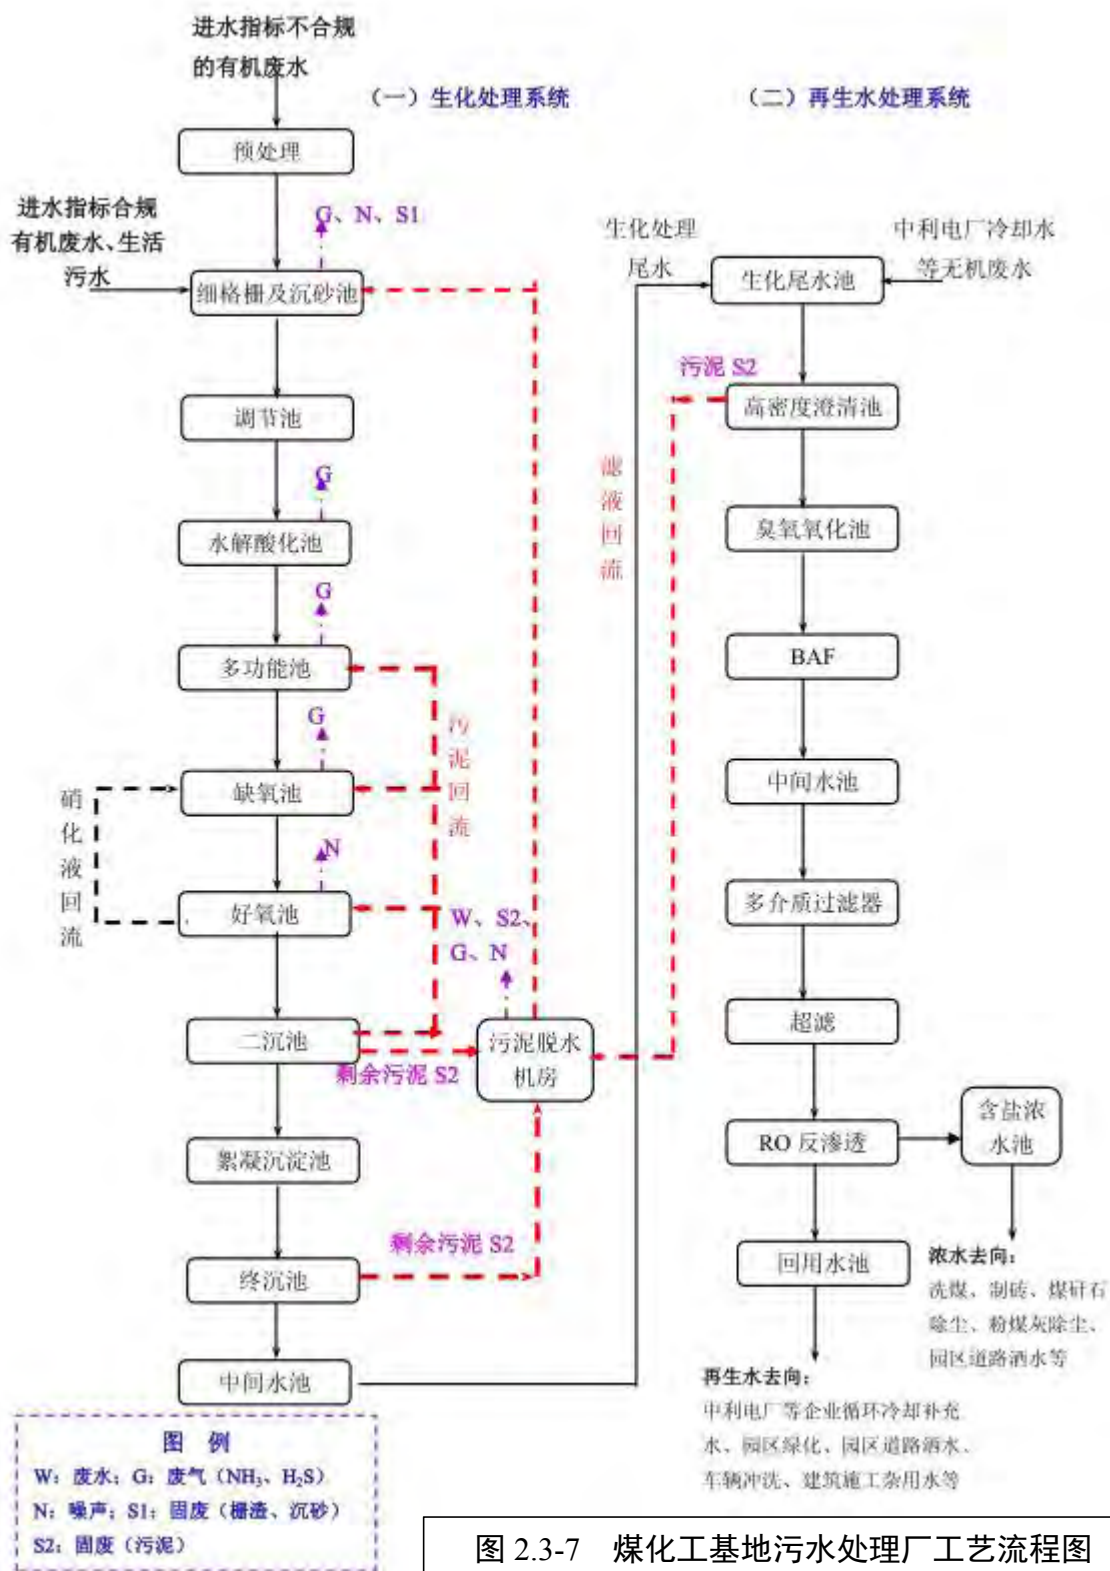 进水指标不合规
的有机废水
（一）生化处理系统
（二）再生水处理系统
预处理
进水指标合规
有机废水、生活
污水
G、N、S1
细格栅及沉砂池
生化处理
尾水
中利电厂冷却水
等无机废水
生化尾水池
污泥 S2
高密度澄清池
调节池
滤
液
回
流
G
水解酸化池
臭氧氧化池
G
多功能池
BAF
G
污
泥
回
流
缺氧池
中间水池
硝
化
液
回
流
N
好氧池
W、S2、
G、N
多介质过滤器
二沉池
剩余污泥 S2
污泥脱水
机房
超滤
絮凝沉淀池
RO 反渗透
含盐浓
水池
剩余污泥 S2
终沉池
回用水池
浓水去向：
洗煤、制砖、煤矸石
除尘、粉煤灰除尘、
园区道路洒水等
中间水池
再生水去向：
中利电厂等企业循环冷却补充
水、园区绿化、园区道路洒水、
车辆冲洗、建筑施工杂用水等
图 例
W：废水；G：废气（NH₃、H₂S）
N：噪声；S1：固废（栅渣、沉砂）
S2：固废（污泥）
图 2.3-7 煤化工基地污水处理厂工艺流程图